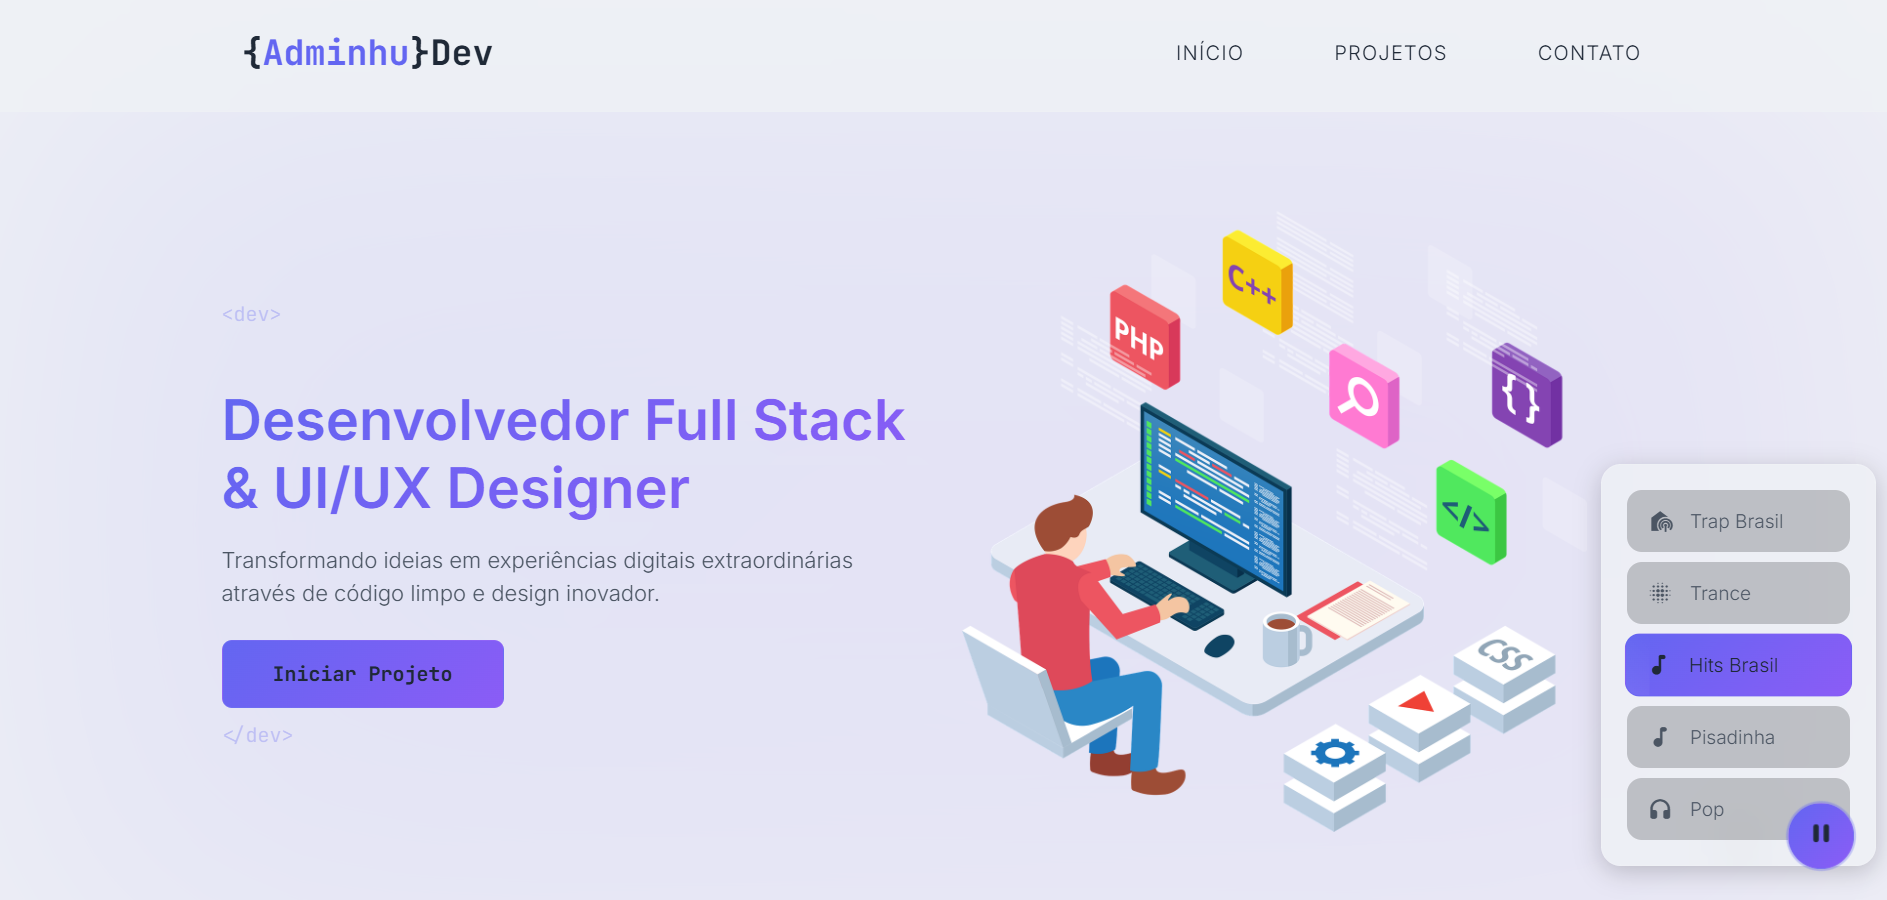 {Adminhu}Dev
INÍCIO
PROJETOS
CONTATO
<dev>
Desenvolvedor Full Stack
& UI/UX Designer
Transformando ideias em experiências digitais extraordinárias
através de código limpo e design inovador.
Iniciar Projeto
</dev>
C++
PHP
{}
</>
CSS
Trap Brasil
Trance
Hits Brasil
Pisadinha
Pop